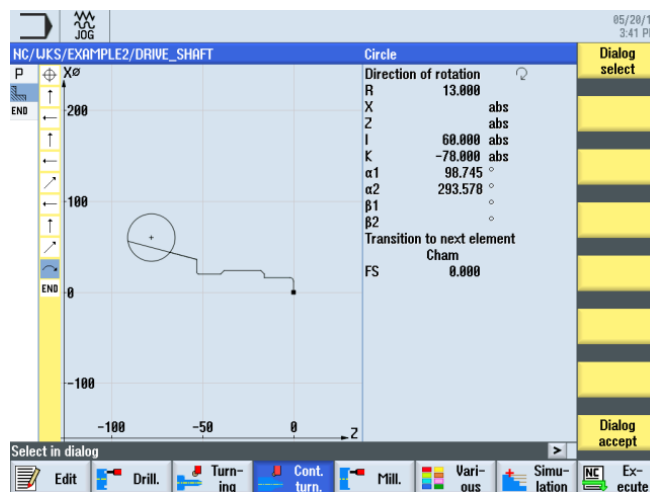 JOG
05/20/1
3:41 P
NC/WKS/EXAMPLE2/DRIVE_SHAFT
Circle
Dialog
select
P
END
END
XØ
200
100
0
-100
-100
-50
0
Z
Direction of rotation
R 13.000
X abs
Z abs
I 60.000 abs
K -78.000 abs
α1 98.745 °
α2 293.578 °
β1 °
β2 °
Transition to next element
Cham
FS 0.000
Dialog
accept
Select in dialog
>
Edit
Drill.
Turn-
ing
Cont.
turn.
Mill.
Vari-
ous
Simu-
lation
NC
Ex-
ecute